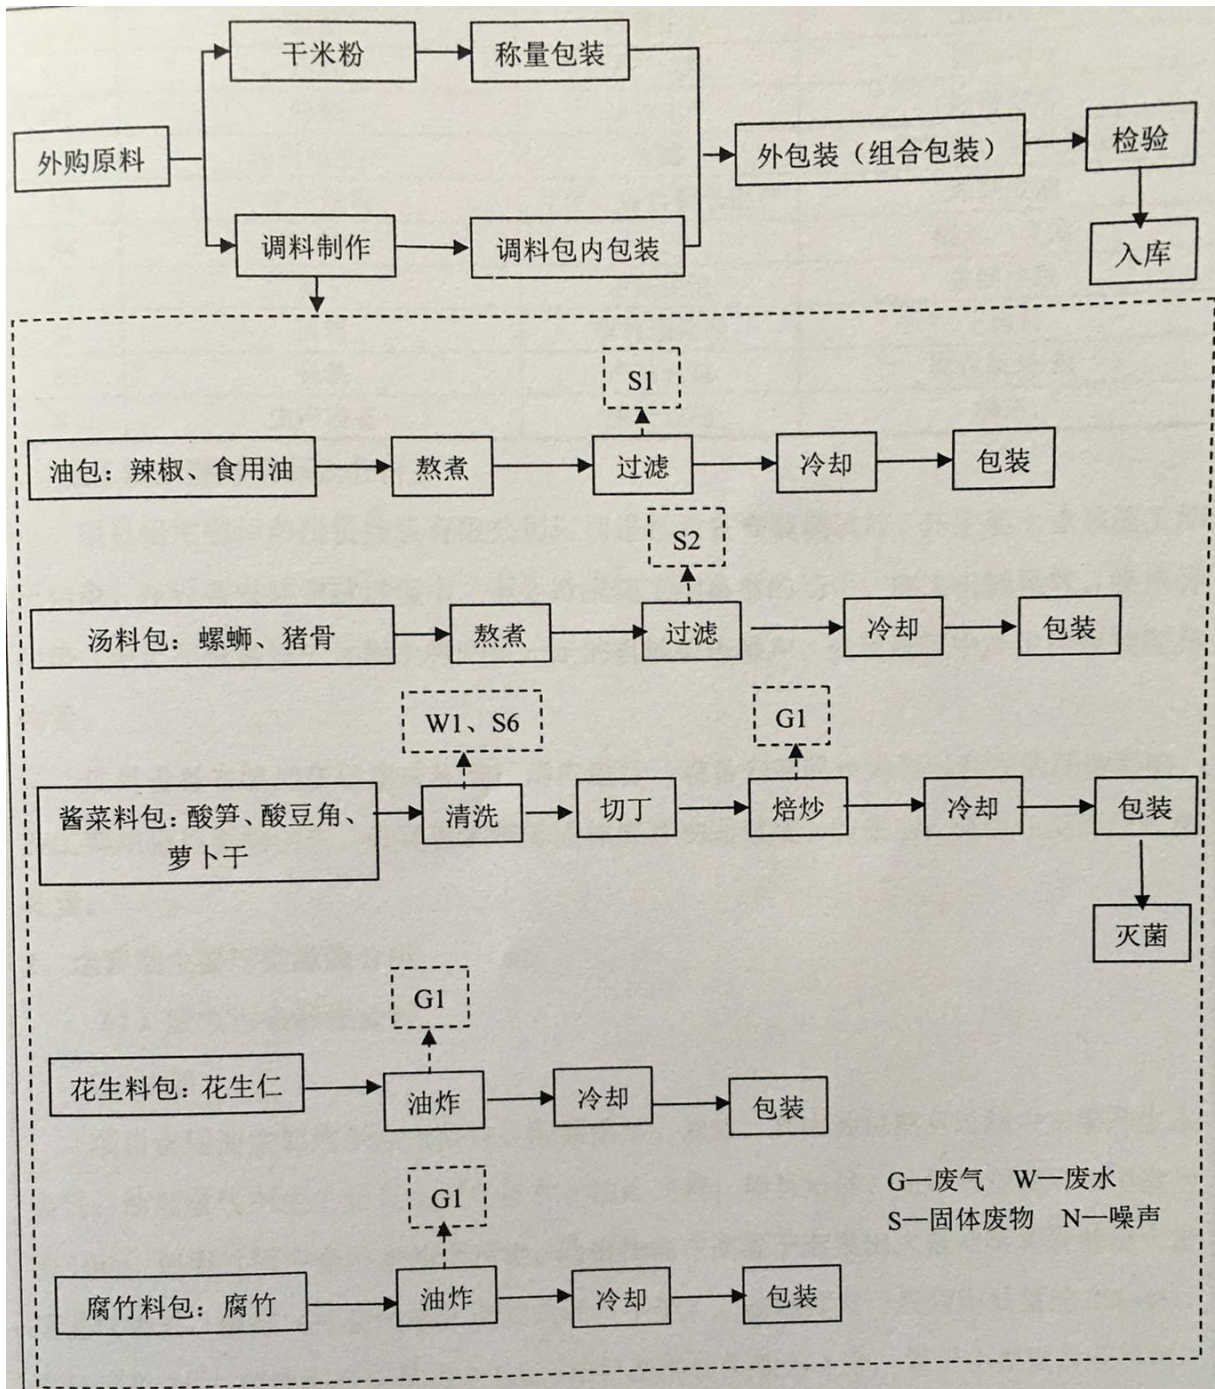 干米粉
称量包装
外购原料
外包装（组合包装）
检验
调料制作
调料包内包装
入库
S1
油包：辣椒、食用油
熬煮
过滤
冷却
包装
S2
汤料包：螺蛳、猪骨
熬煮
过滤
冷却
包装
W1、S6
G1
酱菜料包：酸笋、酸豆角、
萝卜干
清洗
切丁
焙炒
冷却
包装
灭菌
G1
花生料包：花生仁
油炸
冷却
包装
G1
G—废气 W—废水
S—固体废物 N—噪声
腐竹料包：腐竹
油炸
冷却
包装